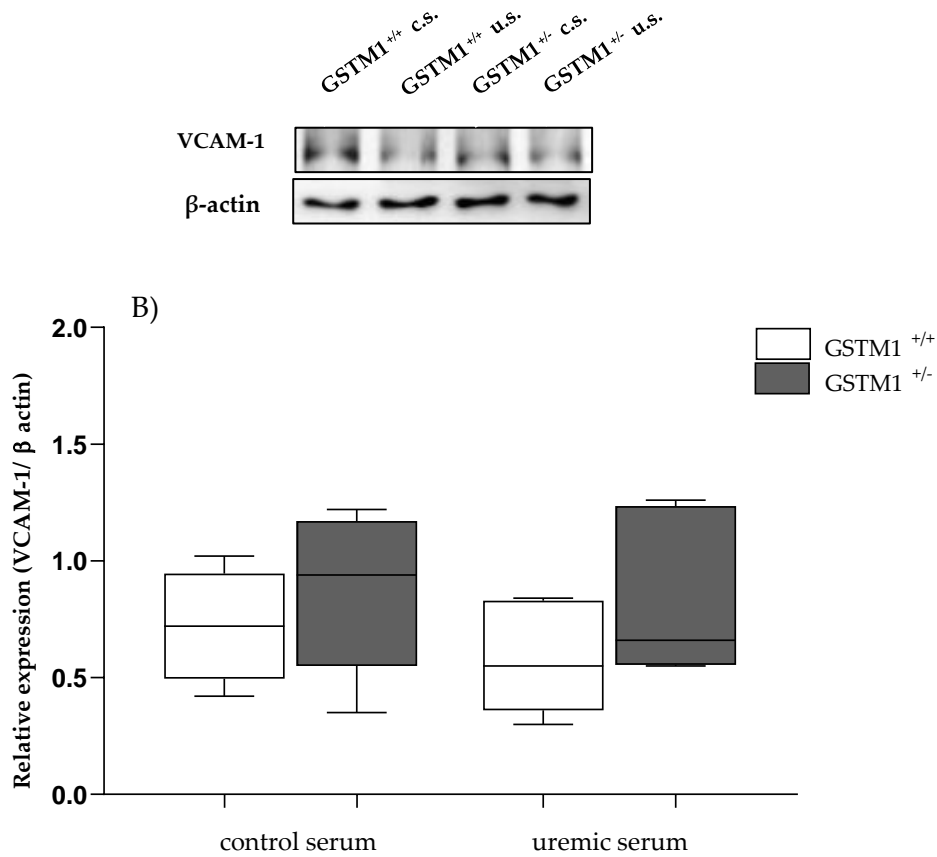 GSTM1+/+ c.s. GSTM1+/+ u.s. GSTM1+/- c.s. GSTM1+/- u.s.
VCAM-1
β-actin
B)
2.0
1.5
1.0
0.5
0.0
Relative expression (VCAM-1/ β actin)
GSTM1 +/+
GSTM1 +/-
control serum uremic serum